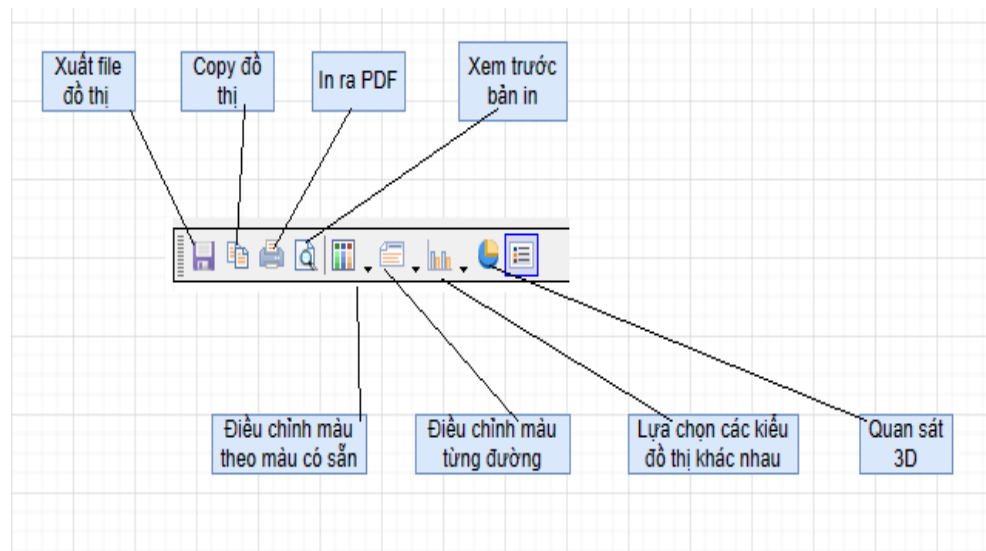 Xuất file
đồ thị
Copy đồ
thị
In ra PDF
Xem trước
bản in
Điều chỉnh màu
theo màu có sẵn
Điều chỉnh màu
từng đường
Lựa chọn các kiểu
đồ thị khác nhau
Quan sát
3D